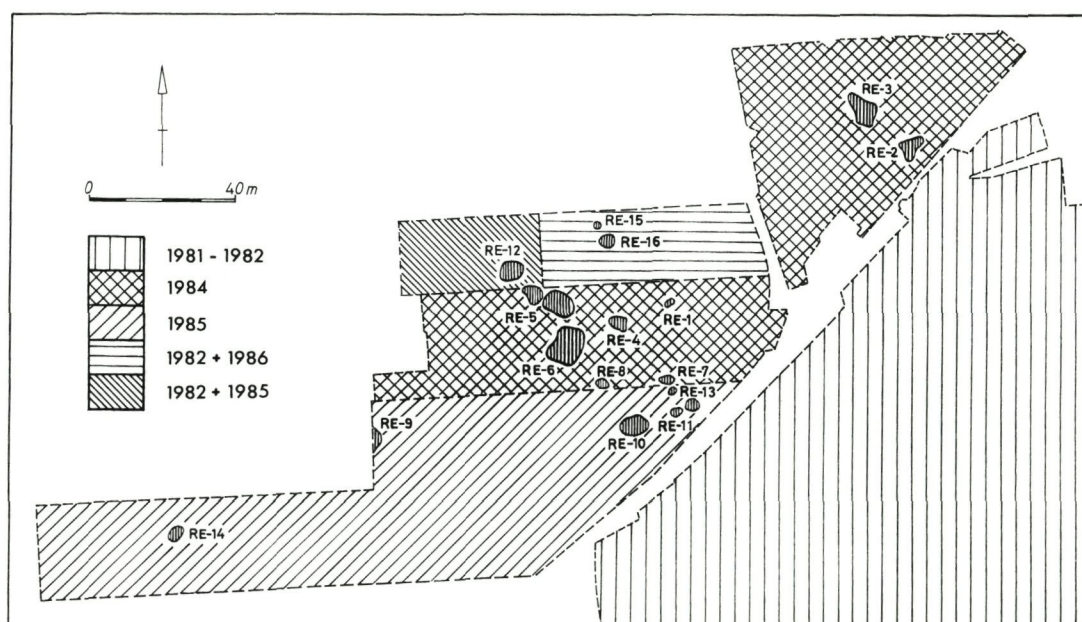 RE-3
RE-2
0 40 m
RE-15
RE-16
RE-12
1981 - 1982
1984
1985
1982 + 1986
1982 + 1985
RE-5
RE-1
RE-4
RE-6
RE-8
RE-7
RE-13
RE-11
RE-10
RE-9
RE-14